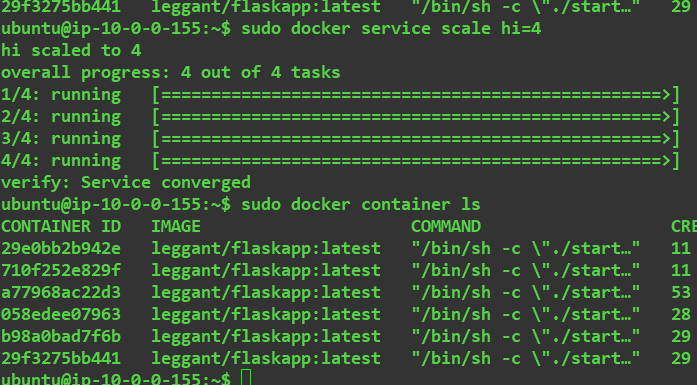 29f3275bb441 leggant/flaskapp:latest "/bin/sh -c \"./start…" 29
ubuntu@ip-10-0-0-155:~$ sudo docker service scale hi=4
hi scaled to 4
overall progress: 4 out of 4 tasks
1/4: running [==================================================>]
2/4: running [==================================================>]
3/4: running [==================================================>]
4/4: running [==================================================>]
verify: Service converged
ubuntu@ip-10-0-0-155:~$ sudo docker container ls
CONTAINER ID IMAGE COMMAND CRE
29e0bb2b942e leggant/flaskapp:latest "/bin/sh -c \"./start…" 11
710f252e829f leggant/flaskapp:latest "/bin/sh -c \"./start…" 11
a77968ac22d3 leggant/flaskapp:latest "/bin/sh -c \"./start…" 53
058edee07963 leggant/flaskapp:latest "/bin/sh -c \"./start…" 28
b98a0bad7f6b leggant/flaskapp:latest "/bin/sh -c \"./start…" 29
29f3275bb441 leggant/flaskapp:latest "/bin/sh -c \"./start…" 29
ubuntu@ip-10-0-0-155:~$